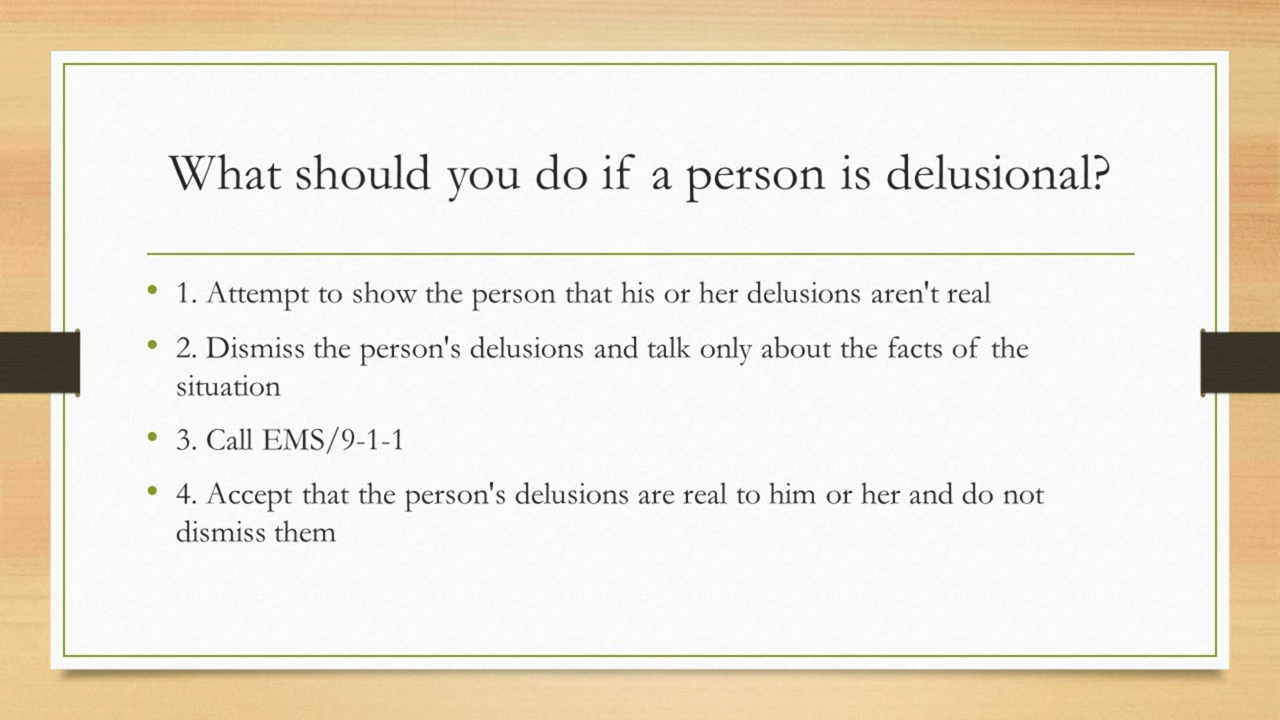 What should you do if a person is delusional?
• 1. Attempt to show the person that his or her delusions aren't real
• 2. Dismiss the person's delusions and talk only about the facts of the
situation
• 3. Call EMS/9-1-1
• 4. Accept that the person's delusions are real to him or her and do not
dismiss them